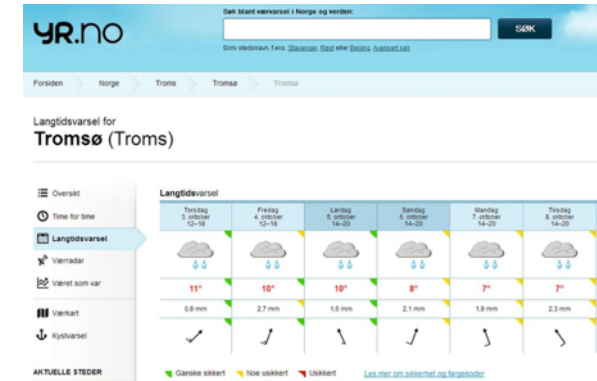 Søk blant værvarsel i Norge og verden:
YR.NO
SØK
Skriv stedsnavn, f.eks. Stavanger, Røst eller Beijing. Avansert søk
Forsiden Norge Troms Tromsø Tromsø
Langtidsvarsel for
Tromsø (Troms)
Oversikt
Time for time
Langtidsvarsel
Værradar
Været som var
Værkart
Kystvarsel
AKTUELLE STEDER
Langtidsvarsel
Torsdag Fredag Lørdag Søndag Mandag Tirsdag
3. oktober 4. oktober 5. oktober 6. oktober 7. oktober 8. oktober
12–18 12–18 14–20 14–20 14–20 14–20
11° 10° 10° 8° 7° 7°
0,8 mm 2,7 mm 1,6 mm 2,1 mm 1,8 mm 2,3 mm
Ganske sikkert Noe usikkert Usikkert Les mer om sikkerhet og fargekoder